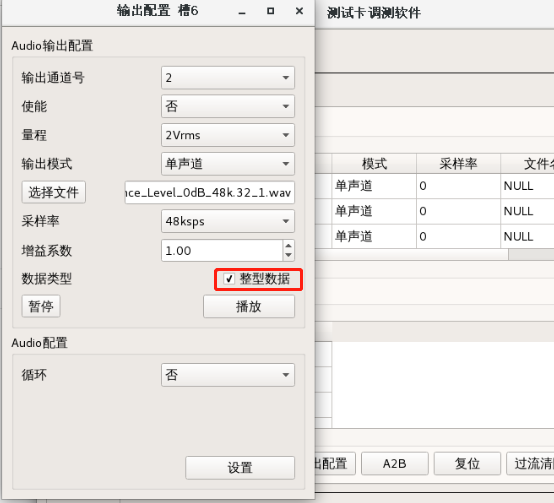 输出配置 槽6
测试卡调测软件
Audio输出配置
输出通道号 2
使能 否
量程 2Vrms
输出模式 单声道
选择文件 nce_Level_0dB_48k.32_1.wav
采样率 48ksps
增益系数 1.00
数据类型 整型数据
暂停 播放
Audio配置
循环 否
设置
模式 采样率 文件名
单声道 0 NULL
单声道 0 NULL
单声道 0 NULL
出配置 A2B 复位 过流清